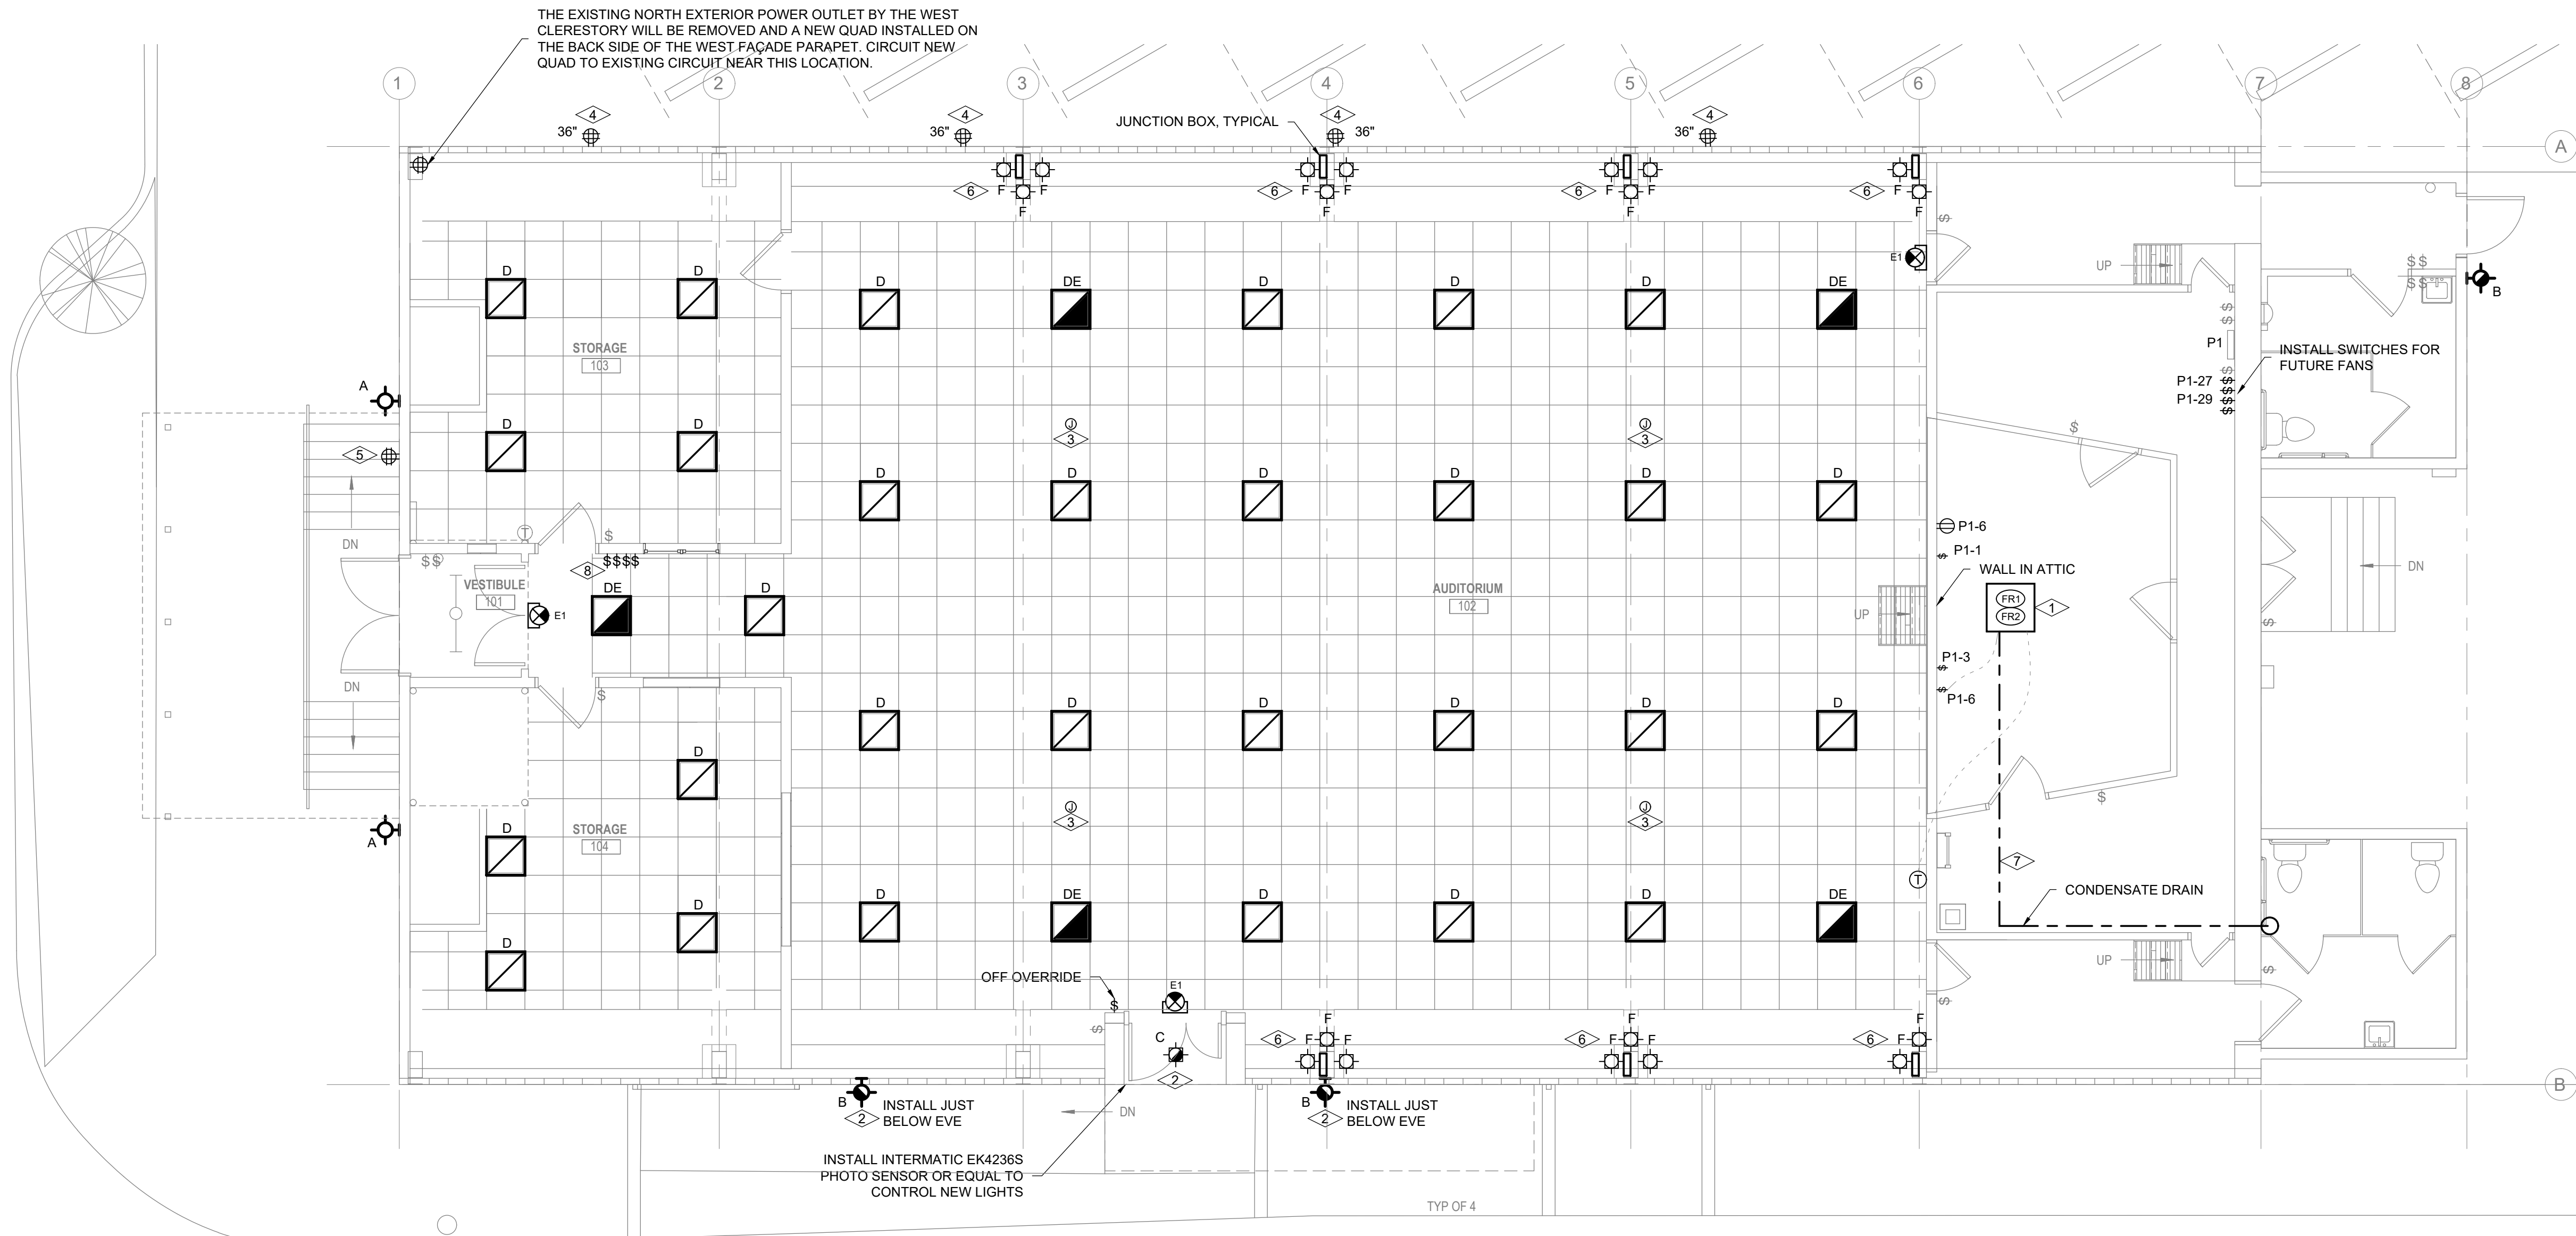 THE EXISTING NORTH EXTERIOR POWER OUTLET BY THE WEST
CLERESTORY WILL BE REMOVED AND A NEW QUAD INSTALLED ON
THE BACK SIDE OF THE WEST FAÇADE PARAPET. CIRCUIT NEW
QUAD TO EXISTING CIRCUIT NEAR THIS LOCATION.
1 2 3 4 5 6 7 8
4 4 4 4
36" 36" 36" 36"
JUNCTION BOX, TYPICAL
A
F F F F F F F
6 6 6 6
F F F F
$
E1
UP
$$
$$
B
D D
D DE D D D DE
$
$
P1
INSTALL SWITCHES FOR
FUTURE FANS
STORAGE
103
$
P1-27 $
$
P1-29 $
$
A
D D
J J
3 3
$
5
D D D D D D
P1-6
T
DN
$
$$
$$$$
8
P1-1
$
WALL IN ATTIC
DN
VESTIBULE
101
E1
DE D
AUDITORIUM
102
UP
FR1
FR2
1
$
P1-3
$
$
P1-6
DN
$
D D D D D D
D
J J
3 3
$
A
D
STORAGE
104
7
T
CONDENSATE DRAIN
D
D DE D D D DE
D
UP
$
OFF OVERRIDE
$
E1
$
$
C
F F F
6 F F 6 F F 6 F
2
B
B
B
2
INSTALL JUST
BELOW EVE
2
INSTALL JUST
BELOW EVE
DN
INSTALL INTERMATIC EK4236S
PHOTO SENSOR OR EQUAL TO
CONTROL NEW LIGHTS
TYP OF 4